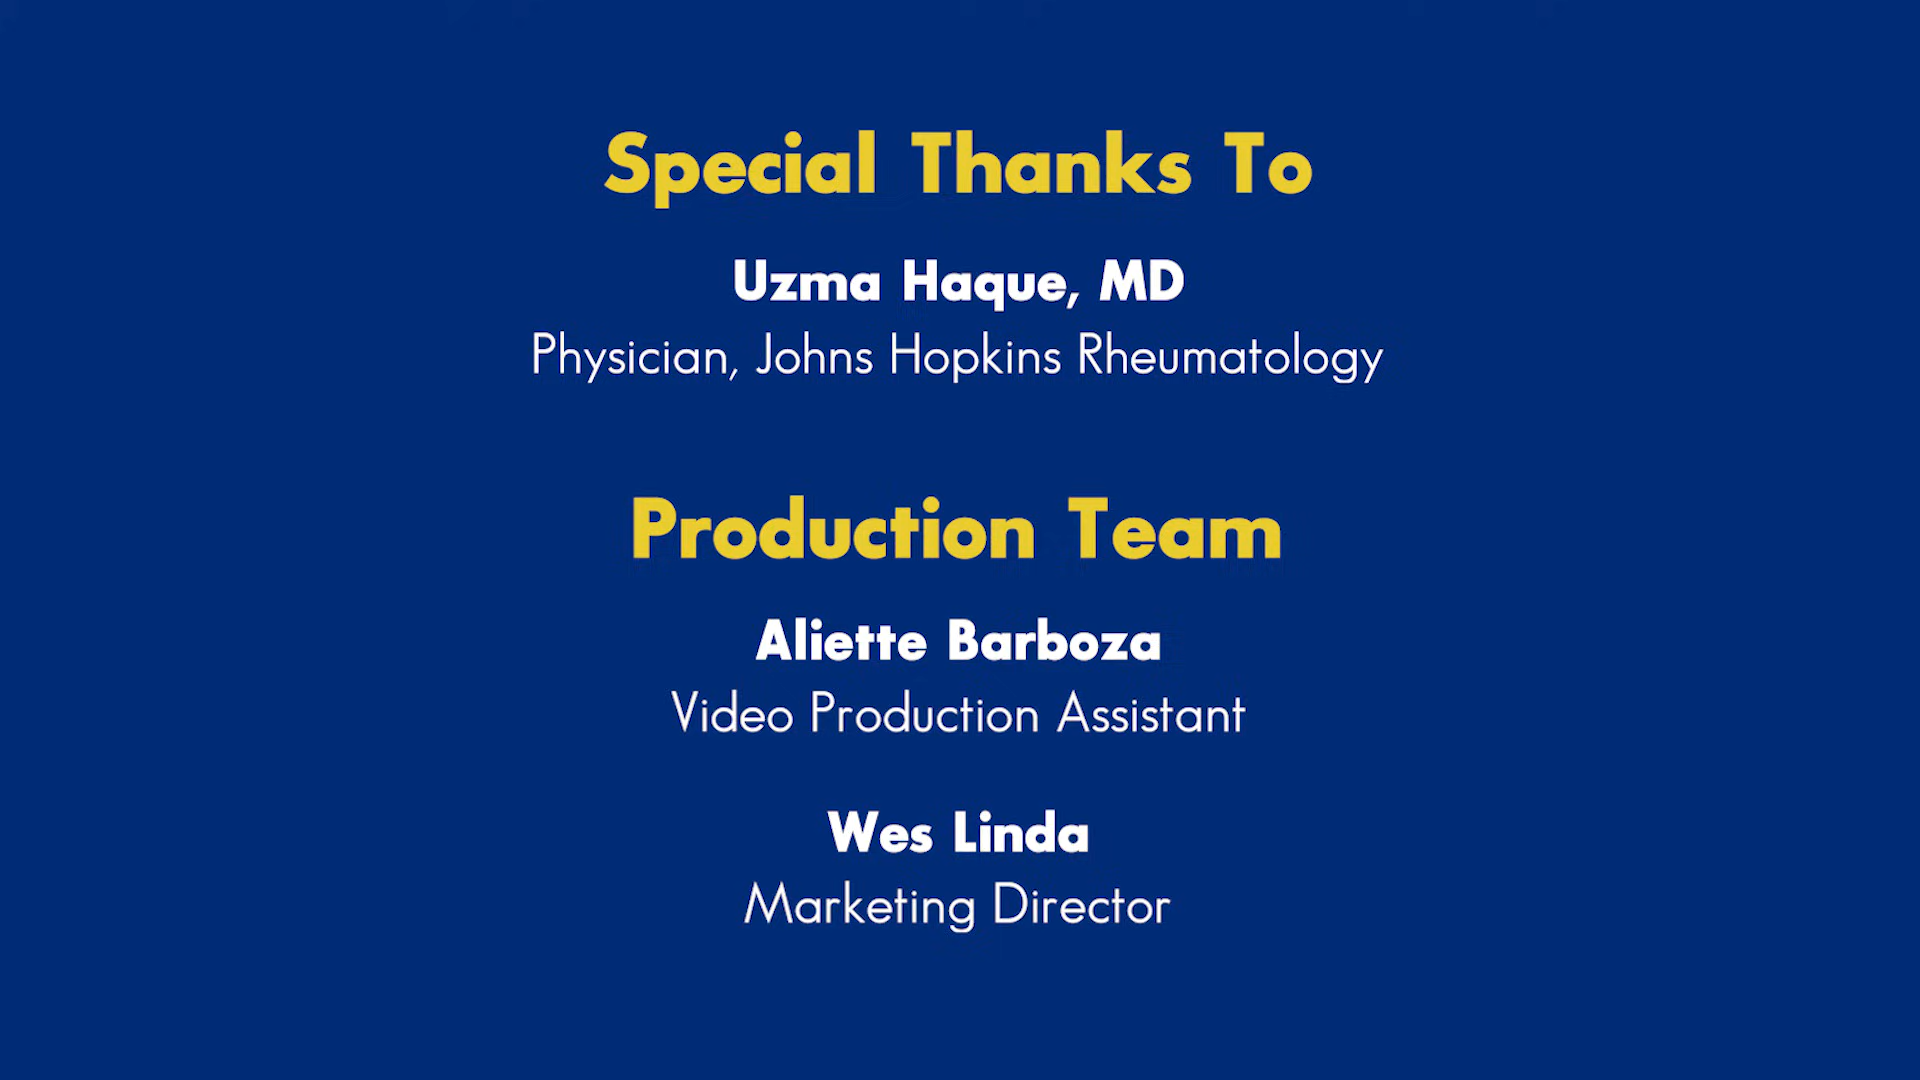 Special Thanks To
Uzma Haque, MD
Physician, Johns Hopkins Rheumatology
Production Team
Aliette Barboza
Video Production Assistant
Wes Linda
Marketing Director